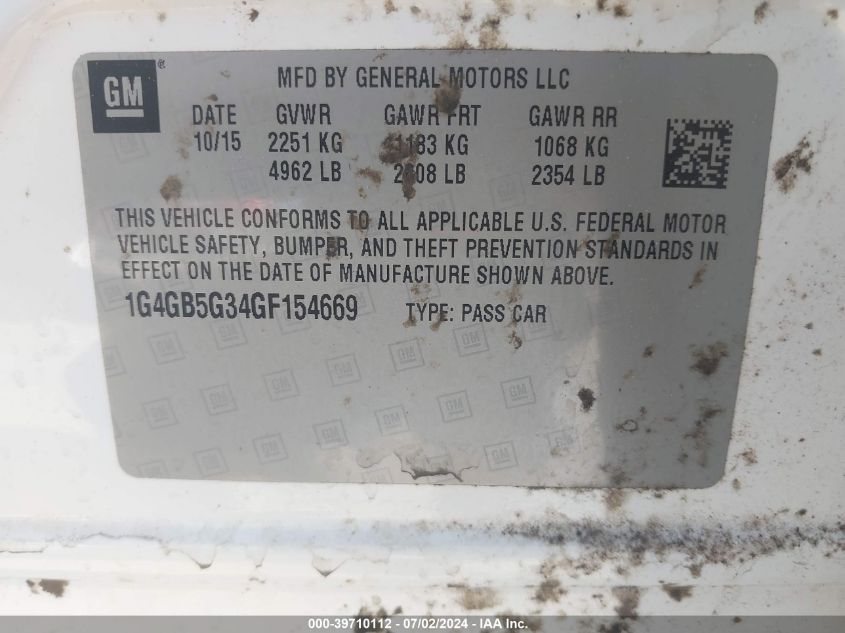 GM ® MFD BY GENERAL MOTORS LLC
DATE GVWR GAWR FRT GAWR RR
10/15 2251 KG 1183 KG 1068 KG
4962 LB 2608 LB 2354 LB
THIS VEHICLE CONFORMS TO ALL APPLICABLE U.S. FEDERAL MOTOR
VEHICLE SAFETY, BUMPER, AND THEFT PREVENTION STANDARDS IN
EFFECT ON THE DATE OF MANUFACTURE SHOWN ABOVE.
1G4GB5G34GF154669 TYPE: PASS CAR
000-39710112 - 07/02/2024 - IAA Inc.